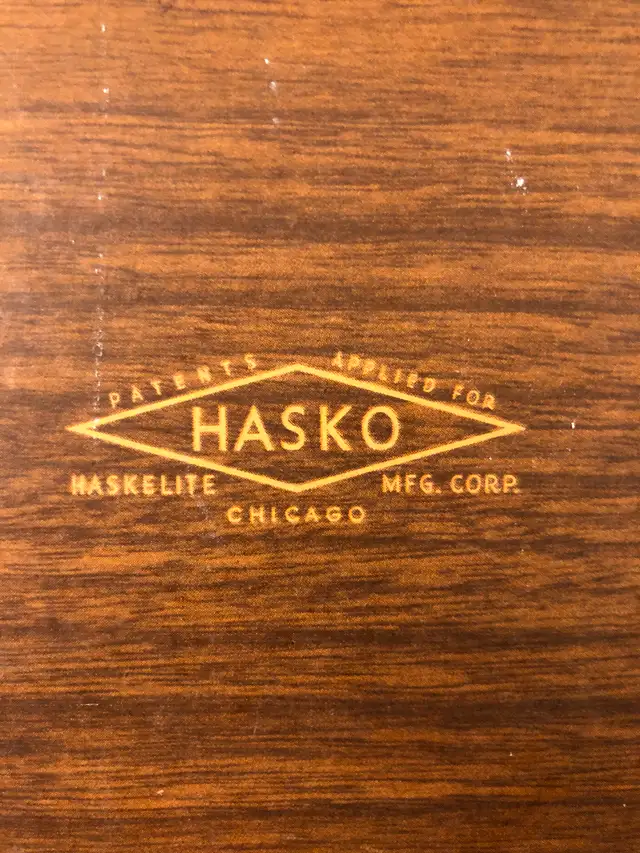 PATENTS APPLIED FOR
HASKO
HASKELITE MFG. CORP.
CHICAGO